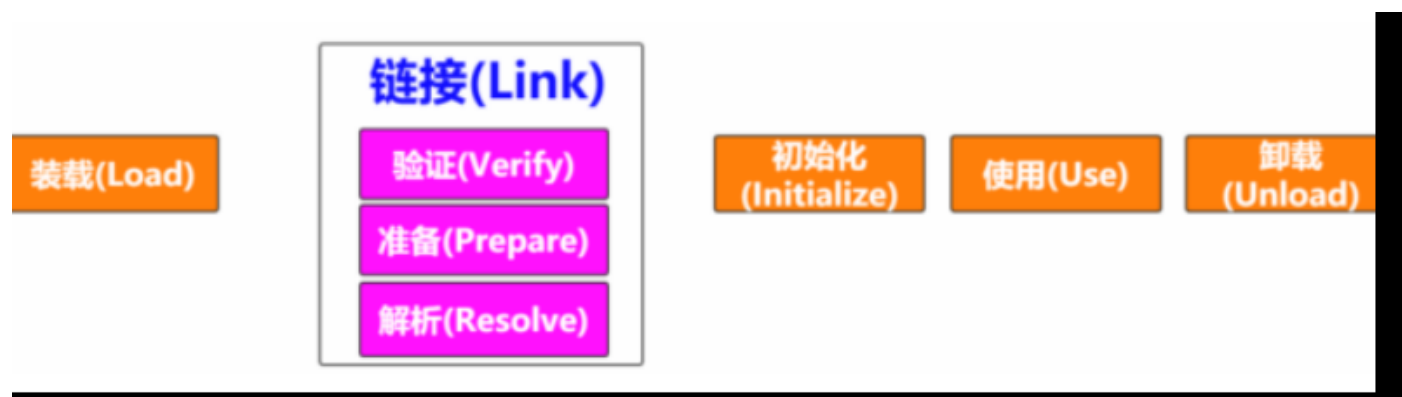 装载(Load)
链接(Link)
验证(Verify)
准备(Prepare)
解析(Resolve)
初始化
(Initialize)
使用(Use)
卸载
(Unload)